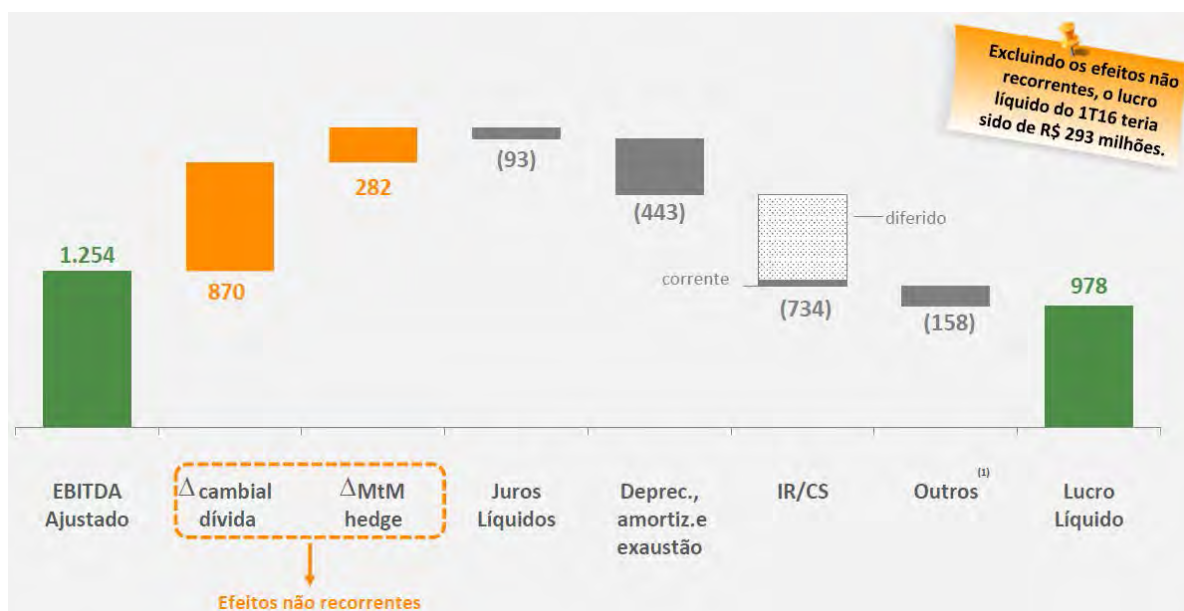 Excluindo os efeitos não
recorrentes, o lucro
líquido do 1T16 teria
sido de R$ 293 milhões.
1.254
870
282
(93)
(443)
diferido
corrente
(734)
(158)
978
EBITDA
Ajustado
Δ cambial
dívida
ΔMtM
hedge
Juros
Líquidos
Deprec.,
amortiz.e
exaustão
IR/CS
Outros (1)
Lucro
Líquido
Efeitos não recorrentes